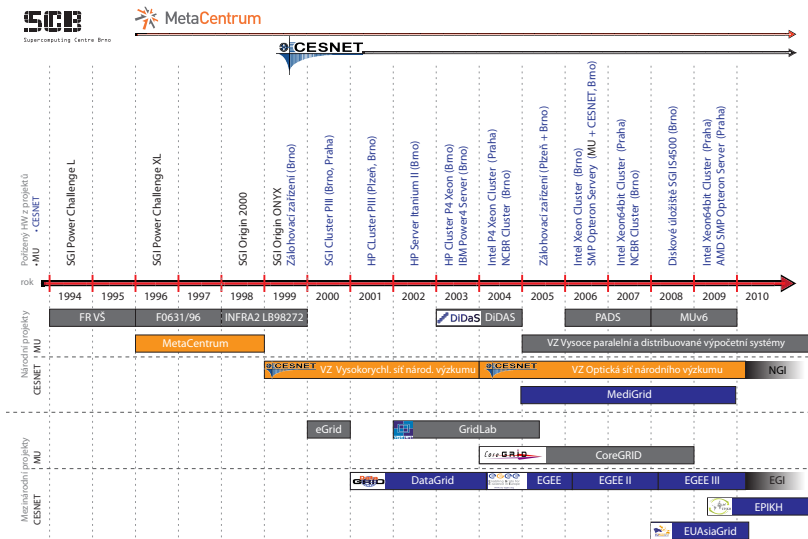 SCB
Supercomputing Centre Brno
MetaCentrum
CESNET
Pořízený HW z projektů
• MU • CESNET
SGI Power Challenge L
SGI Power Challenge XL
SGI Origin 2000
SGI Origin ONYX
Zálohovací zařízení (Brno)
SGI Cluster PIII (Brno, Praha)
HP CLuster PIII (Plzeň, Brno)
HP Server Itanium II (Brno)
HP Cluster P4 Xeon (Brno)
IBM Power4 Server (Brno)
Intel P4 Xeon Cluster (Praha)
NCBR Cluster (Brno)
Zálohovací zařízení (Plzeň + Brno)
Intel Xeon Cluster (Brno)
SMP Opteron Servery (MU + CESNET, Brno)
Intel Xeon64bit Cluster (Praha)
NCBR Cluster (Brno)
Diskové úložiště SGI IS4500 (Brno)
Intel Xeon64bit Cluster (Praha)
AMD SMP Opteron Server (Praha)
rok
1994 1995 1996 1997 1998 1999 2000 2001 2002 2003 2004 2005 2006 2007 2008 2009 2010
Národní projekty
MU
FR VŠ F0631/96 INFRA2 LB98272 DiDaS DiDAS PADS MUv6
MetaCentrum VZ Vysoce paralelní a distribuované výpočetní systémy
CESNET
CESNET VZ Vysokorychl. síť národ. výzkumu CESNET VZ Optická síť národního výzkumu NGI
MediGrid
Mezinárodní projekty
MU
eGrid GridLab
CoreGRID CoreGRID
CESNET
GRID DataGrid egee EGEE EGEE II EGEE III EGI
EPIKH
EUAsiaGrid